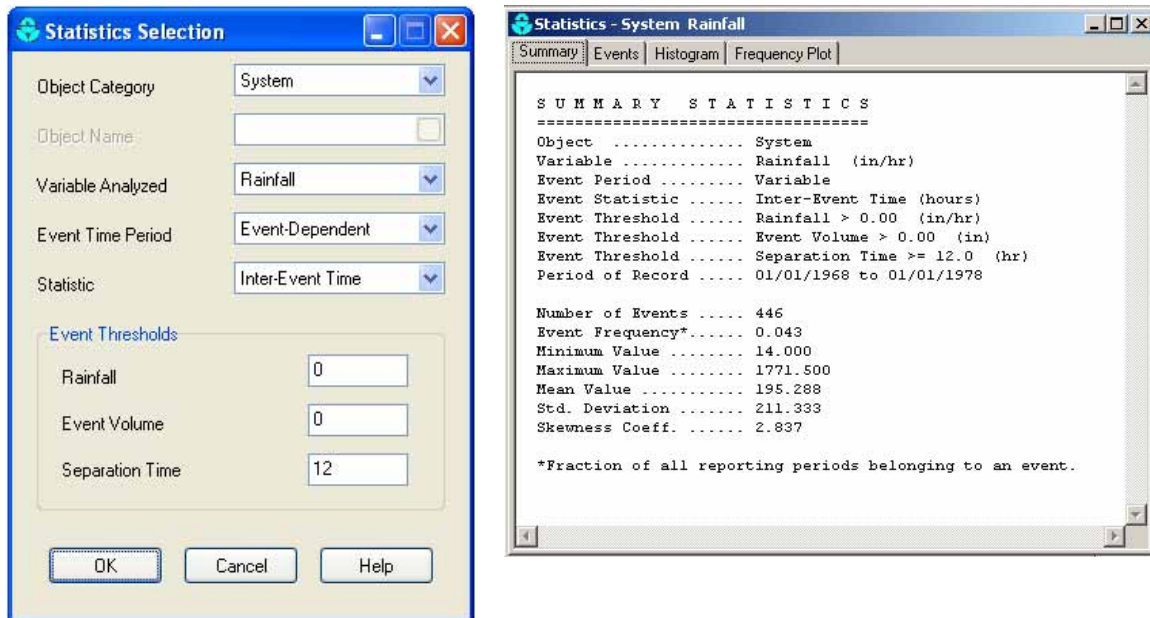 Statistics Selection
Object Category System
Object Name
Variable Analyzed Rainfall
Event Time Period Event-Dependent
Statistic Inter-Event Time
Event Thresholds
Rainfall 0
Event Volume 0
Separation Time 12
OK Cancel Help
Statistics - System Rainfall
Summary Events Histogram Frequency Plot
S U M M A R Y   S T A T I S T I C S
===================================
Object .............. System
Variable ............ Rainfall (in/hr)
Event Period ........ Variable
Event Statistic ..... Inter-Event Time (hours)
Event Threshold ..... Rainfall > 0.00 (in/hr)
Event Threshold ..... Event Volume > 0.00 (in)
Event Threshold ..... Separation Time >= 12.0 (hr)
Period of Record .... 01/01/1968 to 01/01/1978
Number of Events .... 446
Event Frequency*..... 0.043
Minimum Value ....... 14.000
Maximum Value ....... 1771.500
Mean Value .......... 195.288
Std. Deviation ...... 211.333
Skewness Coeff. ..... 2.837
*Fraction of all reporting periods belonging to an event.